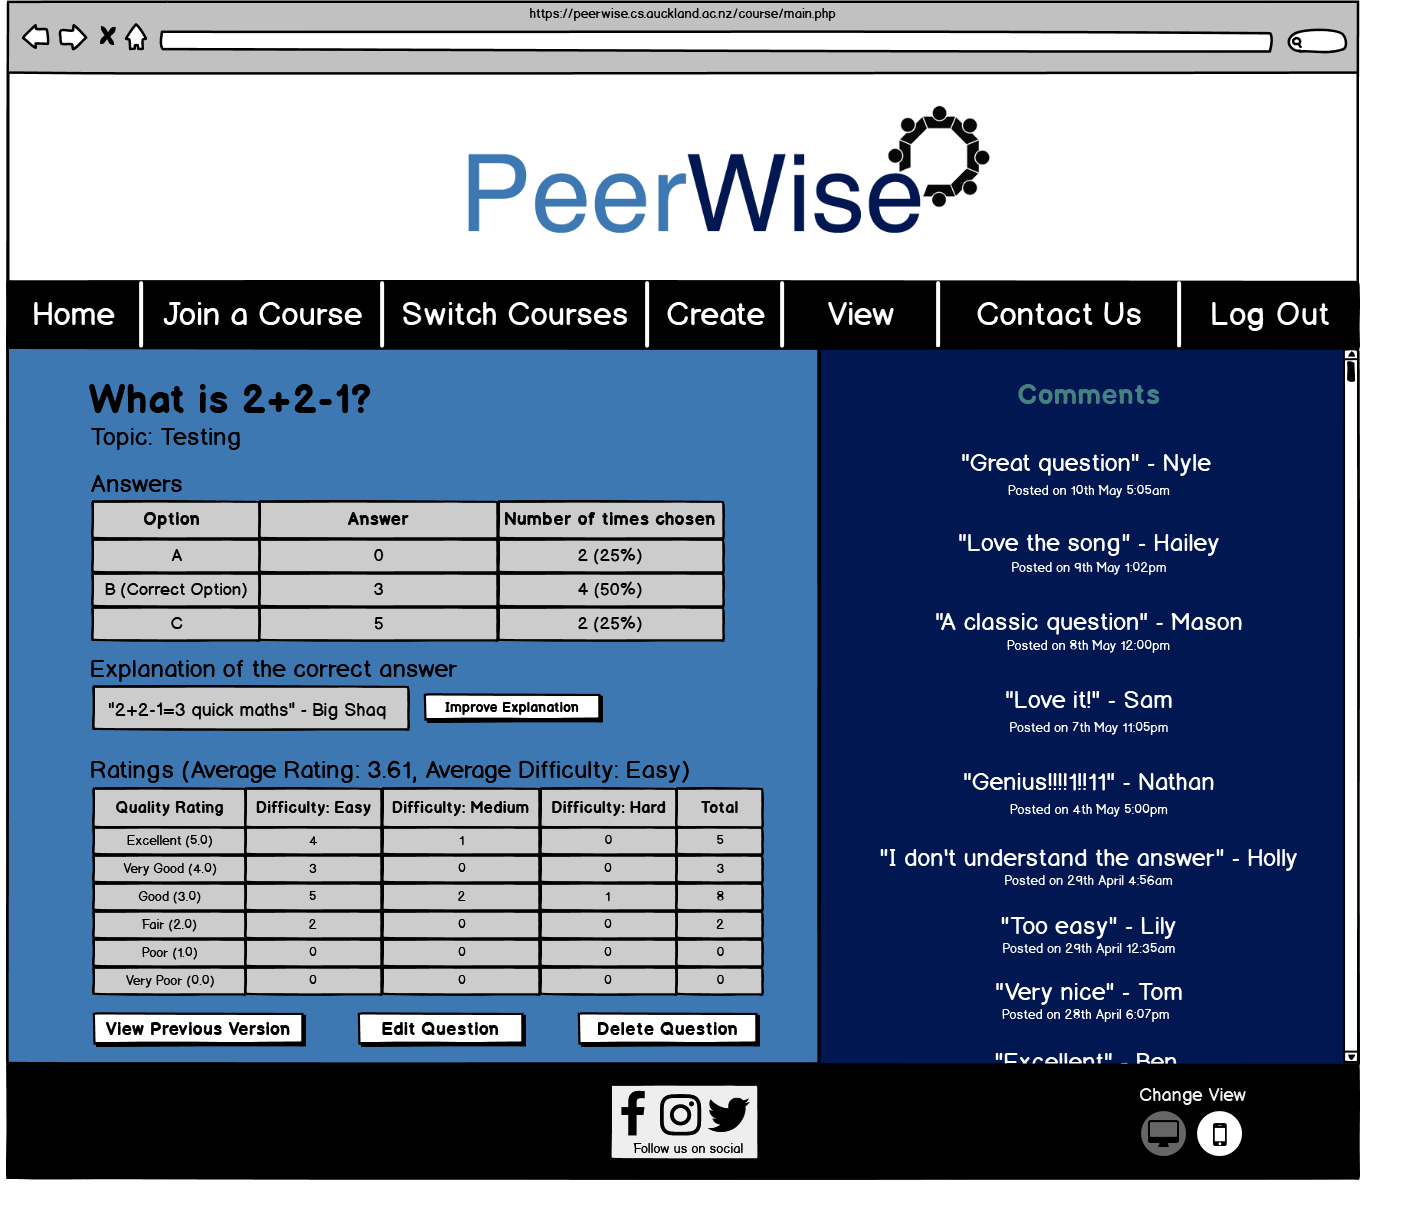 https://peerwise.cs.auckland.ac.nz/course/main.php
PeerWise
Home Join a Course Switch Courses Create View Contact Us Log Out
What is 2+2-1?
Topic: Testing
Answers
Option Answer Number of times chosen
A 0 2 (25%)
B (Correct Option) 3 4 (50%)
C 5 2 (25%)
Explanation of the correct answer
"2+2-1=3 quick maths" - Big Shaq Improve Explanation
Ratings (Average Rating: 3.61, Average Difficulty: Easy)
Quality Rating Difficulty: Easy Difficulty: Medium Difficulty: Hard Total
Excellent (5.0) 4 1 0 5
Very Good (4.0) 3 0 0 3
Good (3.0) 5 2 1 8
Fair (2.0) 2 0 0 2
Poor (1.0) 0 0 0 0
Very Poor (0.0) 0 0 0 0
View Previous Version Edit Question Delete Question
Comments
"Great question" - Nyle
Posted on 10th May 5:05am
"Love the song" - Hailey
Posted on 9th May 1:02pm
"A classic question" - Mason
Posted on 8th May 12:00pm
"Love it!" - Sam
Posted on 7th May 11:05pm
"Genius!!!!1!!11" - Nathan
Posted on 4th May 5:00pm
"I don't understand the answer" - Holly
Posted on 29th April 4:56am
"Too easy" - Lily
Posted on 29th April 12:35am
"Very nice" - Tom
Posted on 28th April 6:07pm
"Excellent" - Ben
Follow us on social
Change View